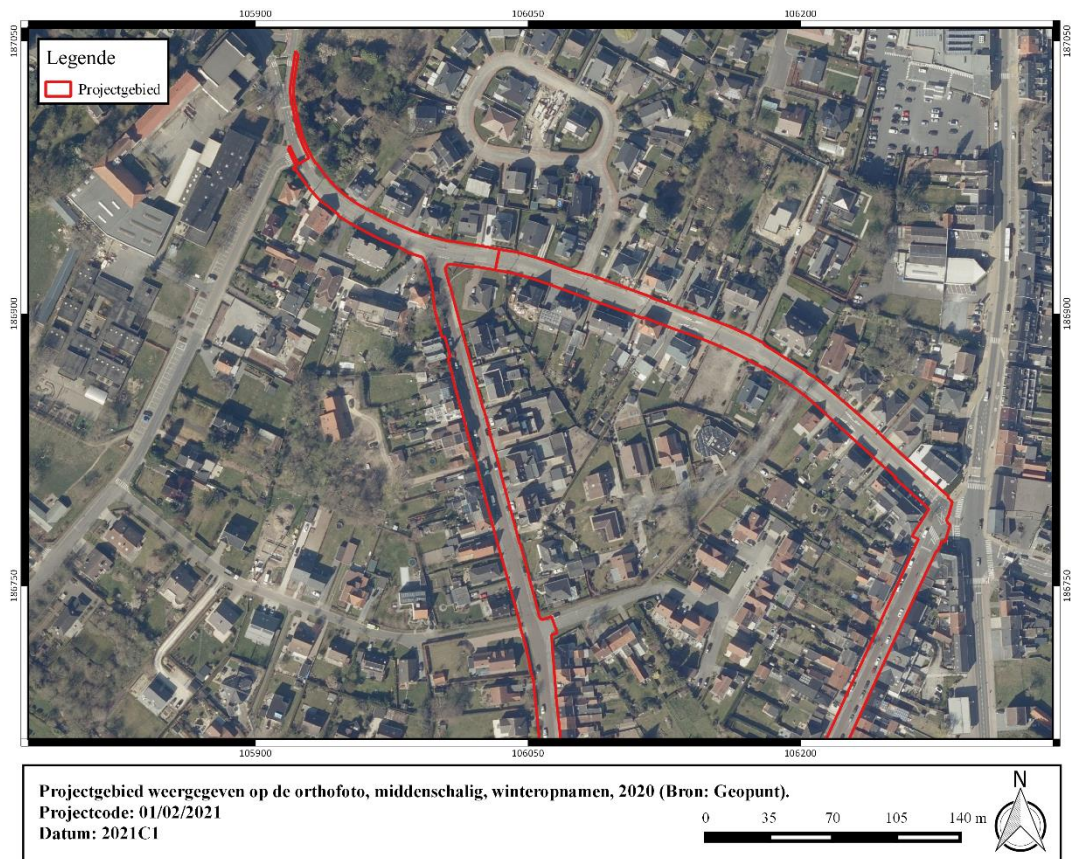 105900 106050 106200
187050 187050
Legende
Projectgebied
186900 186900
186750 186750
105900 106050 106200
Projectgebied weergegeven op de orthofoto, middenschalig, winteropnamen, 2020 (Bron: Geopunt).
Projectcode: 01/02/2021
Datum: 2021C1
0 35 70 105 140 m
N